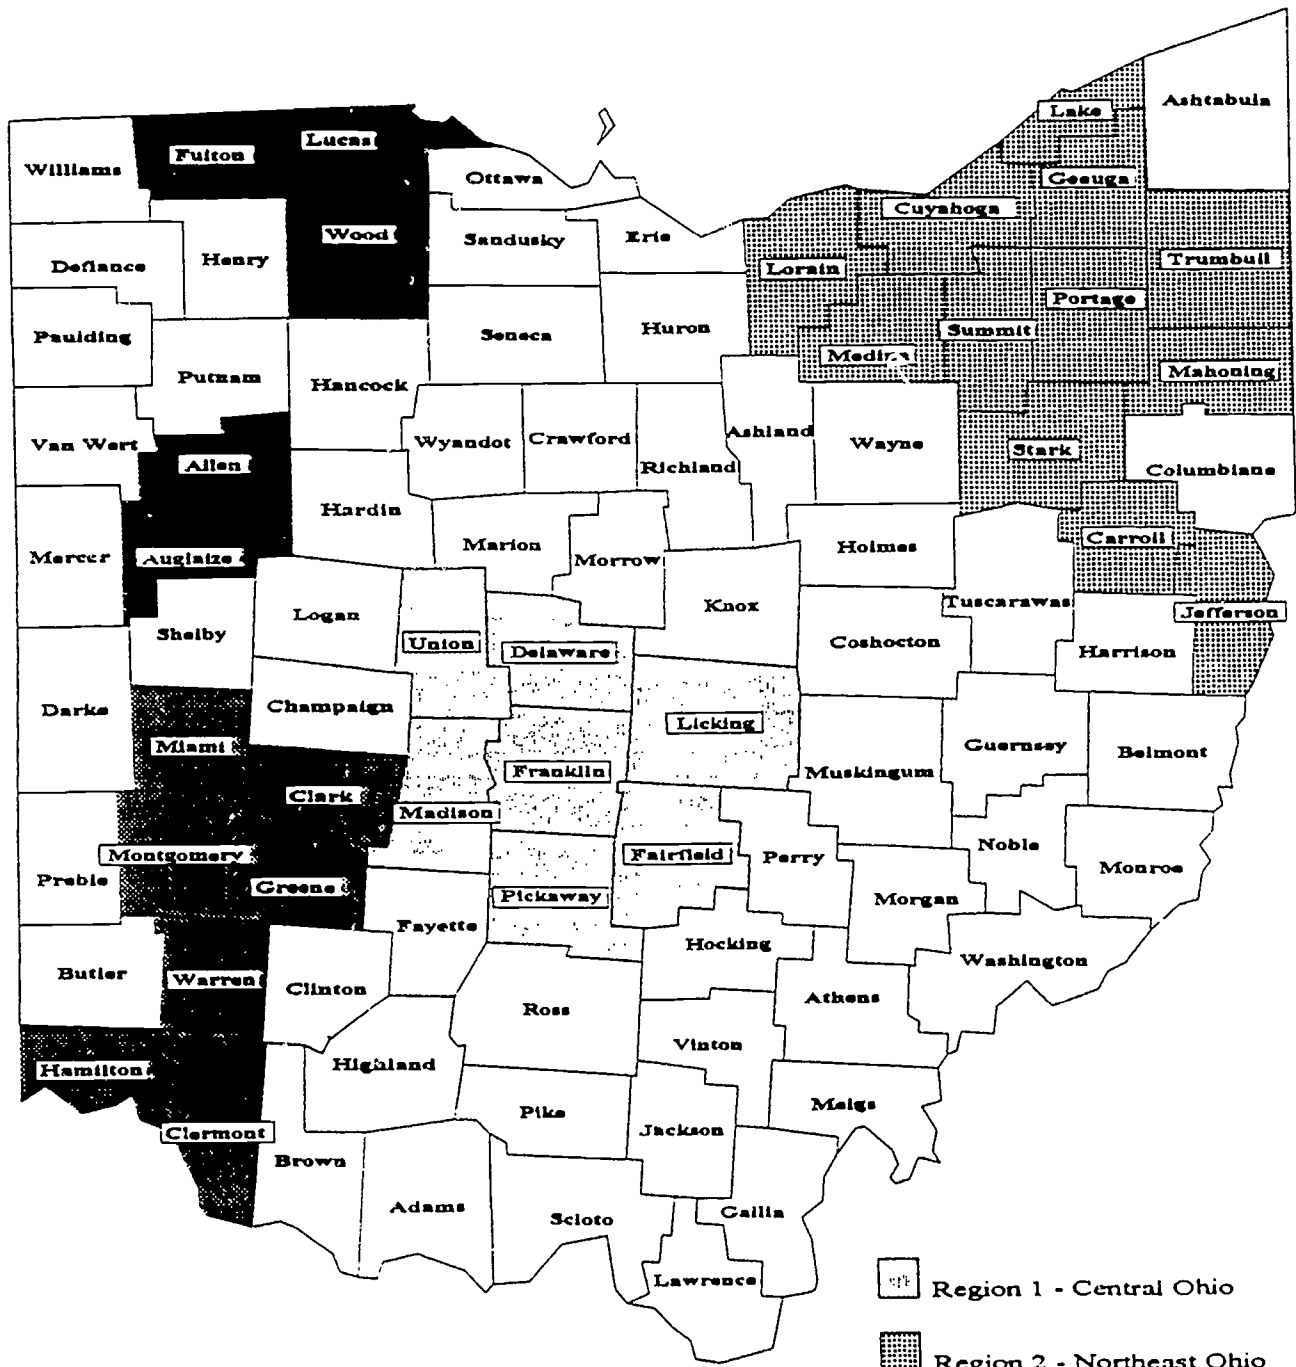 Ashtabula
Lake
Lucas
Fulton
Williams
Ottawa
Geauga
Cuyahoga
Wood
Sandusky
Erie
Henry
Defiance
Lorain
Trumbull
Portage
Paulding
Seneca
Huron
Summit
Medina
Mahoning
Putnam
Hancock
Van Wert
Wyandot
Crawford
Ashland
Wayne
Stark
Allen
Richland
Columbiana
Hardin
Mercer
Auglaize
Marion
Morrow
Holmes
Carroll
Logan
Knox
Tuscarawas
Jefferson
Shelby
Union
Delaware
Coshocton
Harrison
Darke
Champaign
Licking
Miami
Franklin
Muskingum
Guernsey
Belmont
Clark
Madison
Montgomery
Fairfield
Perry
Noble
Monroe
Preble
Greene
Pickaway
Morgan
Fayette
Hocking
Washington
Butler
Warren
Clinton
Ross
Athens
Hamilton
Highland
Vinton
Pike
Meigs
Clermont
Jackson
Brown
Adams
Scioto
Gallia
Lawrence
Region 1 - Central Ohio
Region 2 - Northeast Ohio